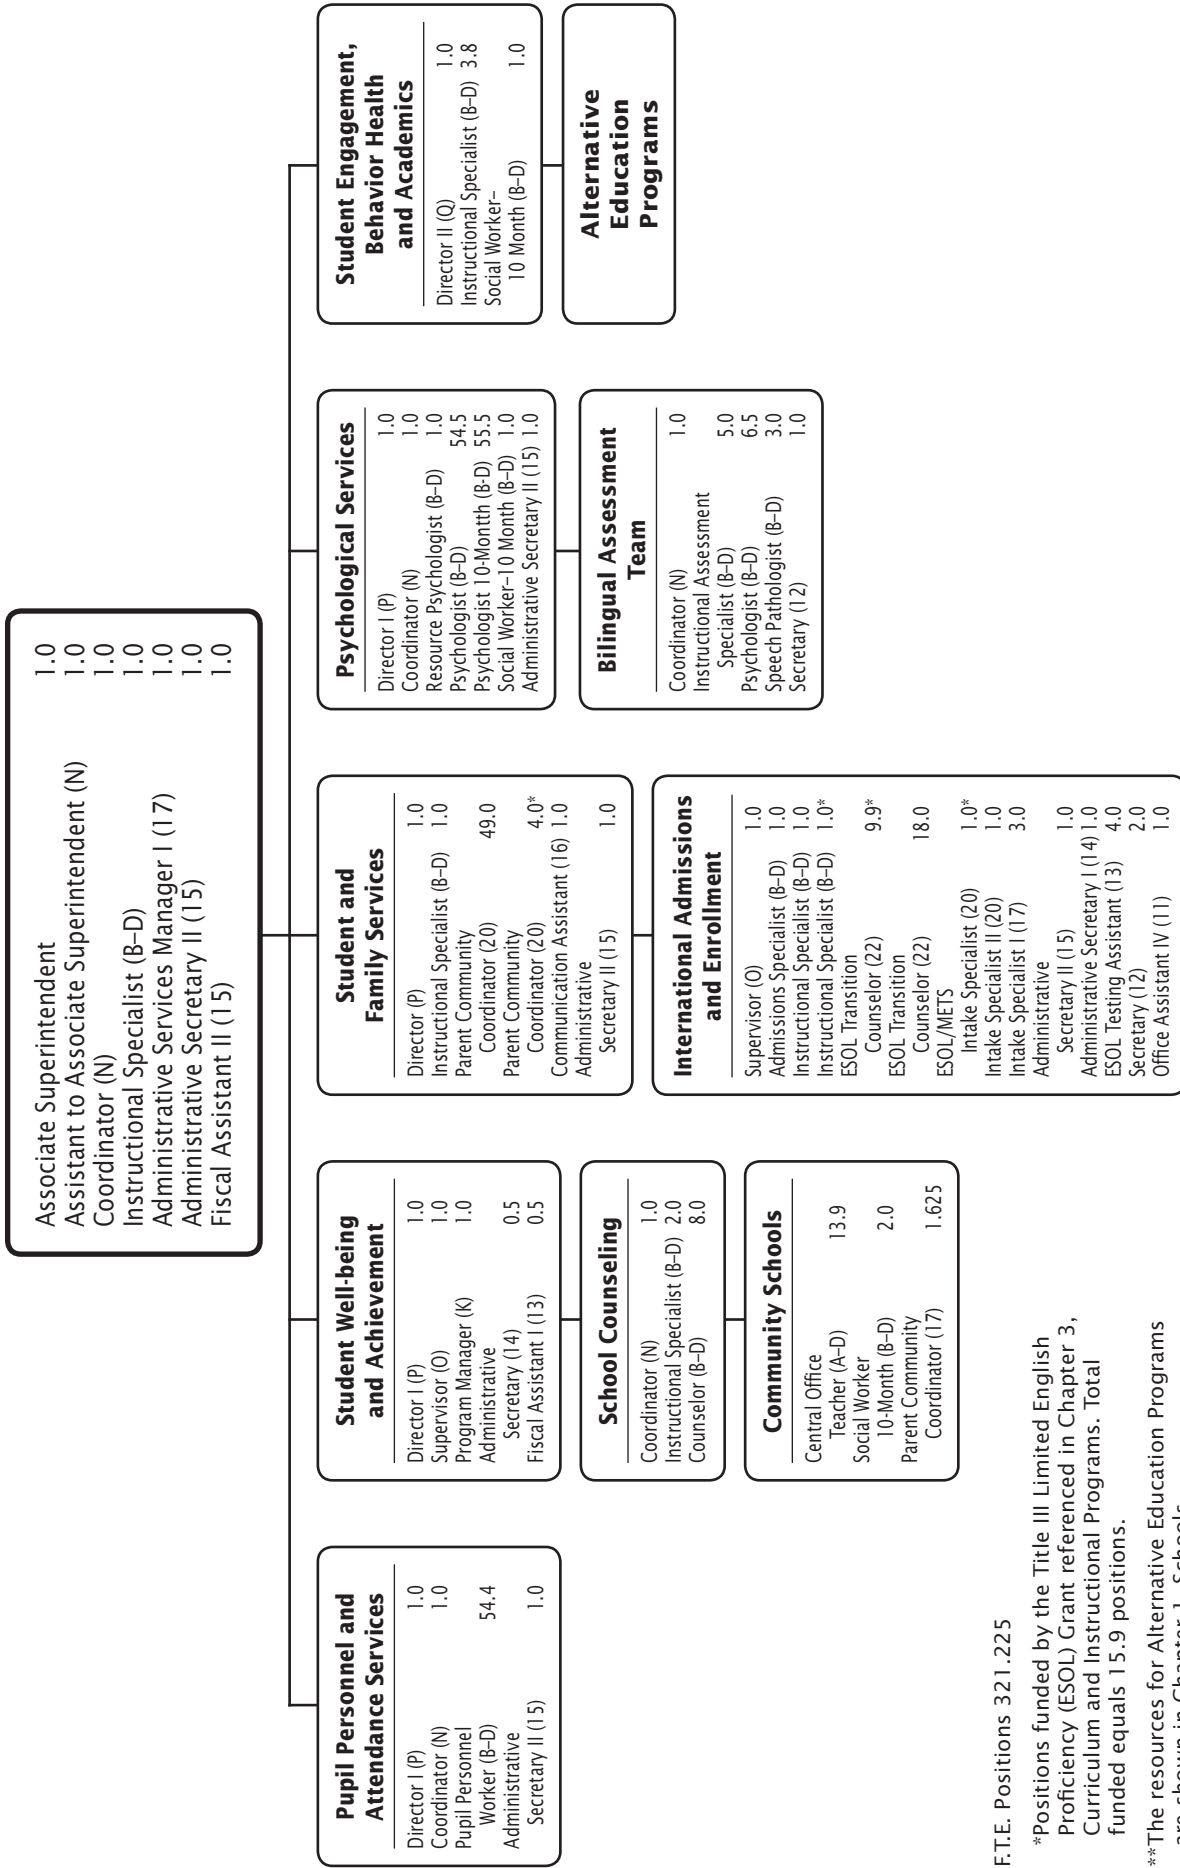 Associate Superintendent 1.0
Assistant to Associate Superintendent (N) 1.0
Coordinator (N) 1.0
Instructional Specialist (B–D) 1.0
Administrative Services Manager I (17) 1.0
Administrative Secretary II (15) 1.0
Fiscal Assistant II (15) 1.0
Pupil Personnel and
Attendance Services
Director I (P) 1.0
Coordinator (N) 1.0
Pupil Personnel
Worker (B–D) 54.4
Administrative
Secretary II (15) 1.0
Student Well-being
and Achievement
Director I (P) 1.0
Supervisor (O) 1.0
Program Manager (K) 1.0
Administrative
Secretary (14) 0.5
Fiscal Assistant I (13) 0.5
School Counseling
Coordinator (N) 1.0
Instructional Specialist (B–D) 2.0
Counselor (B–D) 8.0
Community Schools
Central Office
Teacher (A–D) 13.9
Social Worker
10-Month (B–D) 2.0
Parent Community
Coordinator (17) 1.625
Student and
Family Services
Director (P) 1.0
Instructional Specialist (B–D) 1.0
Parent Community
Coordinator (20) 49.0
Parent Community
Coordinator (20) 4.0*
Communication Assistant (16) 1.0
Administrative
Secretary II (15) 1.0
International Admissions
and Enrollment
Supervisor (O) 1.0
Admissions Specialist (B–D) 1.0
Instructional Specialist (B–D) 1.0
Instructional Specialist (B–D) 1.0*
ESOL Transition
Counselor (22) 9.9*
ESOL Transition
Counselor (22) 18.0
ESOL/METS
Intake Specialist (20) 1.0*
Intake Specialist II (20) 1.0
Intake Specialist I (17) 3.0
Administrative
Secretary II (15) 1.0
Administrative Secretary I (14) 1.0
ESOL Testing Assistant (13) 4.0
Secretary (12) 2.0
Office Assistant IV (11) 1.0
Psychological Services
Director I (P) 1.0
Coordinator (N) 1.0
Resource Psychologist (B–D) 1.0
Psychologist (B–D) 54.5
Psychologist 10-Month (B-D) 55.5
Social Worker–10 Month (B–D) 1.0
Administrative Secretary II (15) 1.0
Bilingual Assessment
Team
Coordinator (N) 1.0
Instructional Assessment
Specialist (B–D) 5.0
Psychologist (B–D) 6.5
Speech Pathologist (B–D) 3.0
Secretary (12) 1.0
Student Engagement,
Behavior Health
and Academics
Director II (Q) 1.0
Instructional Specialist (B–D) 3.8
Social Worker–
10 Month (B–D) 1.0
Alternative
Education
Programs
F.T.E. Positions 321.225
*Positions funded by the Title III Limited English
Proficiency (ESOL) Grant referenced in Chapter 3,
Curriculum and Instructional Programs. Total
funded equals 15.9 positions.
**The resources for Alternative Education Programs
are shown in Chapter 1, Schools